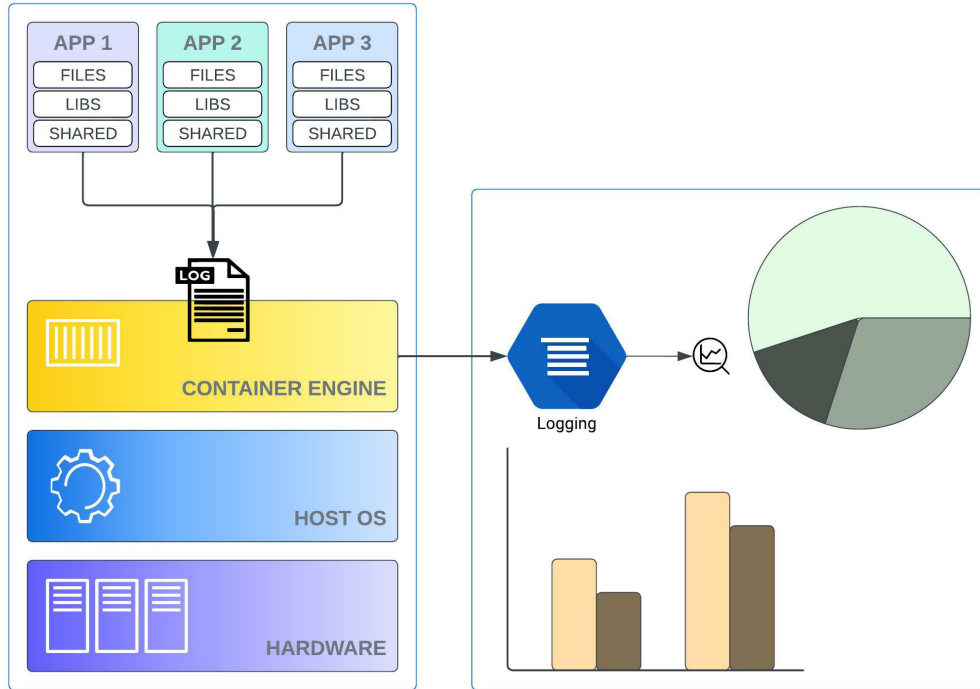 APP 1
FILES
LIBS
SHARED
APP 2
FILES
LIBS
SHARED
APP 3
FILES
LIBS
SHARED
LOG
CONTAINER ENGINE
HOST OS
HARDWARE
Logging